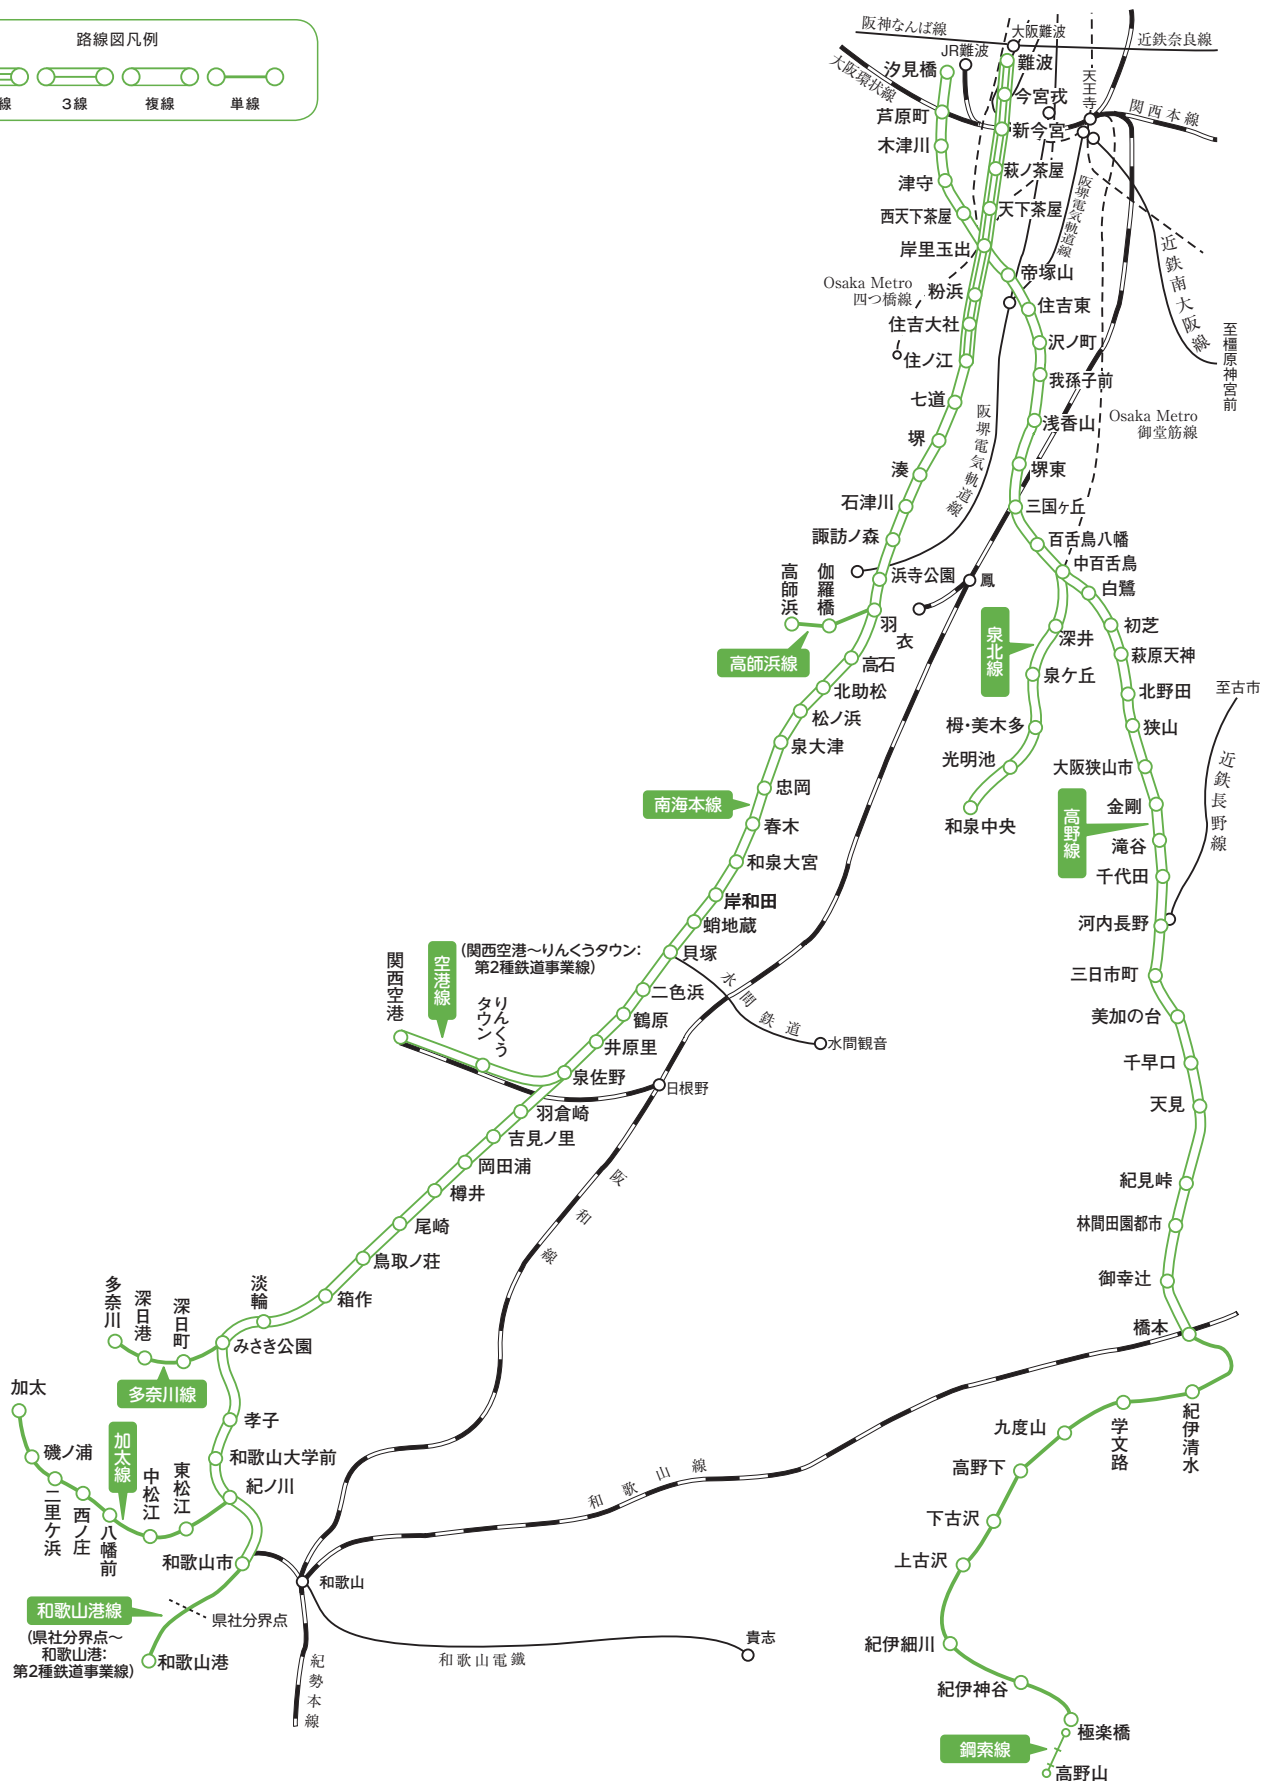 路線図凡例
線
3線
複線
単線
阪神なんば線
大阪難波
近鉄奈良線
JR難波
大阪環状線
汐見橋
難波
天王寺
今宮戎
関西本線
芦原町
新今宮
木津川
萩ノ茶屋
津守
阪堺電気軌道線
西天下茶屋
天下茶屋
岸里玉出
近鉄南大阪線
帝塚山
Osaka Metro
四つ橋線
粉浜
住吉東
住吉大社
至橿原神宮前
沢ノ町
住ノ江
我孫子前
七道
阪堺電気軌道線
Osaka Metro
御堂筋線
浅香山
堺
堺東
湊
石津川
三国ヶ丘
諏訪ノ森
百舌鳥八幡
中百舌鳥
高師浜
伽羅橋
浜寺公園
鳳
白鷺
羽衣
初芝
泉北線
深井
高師浜線
高石
萩原天神
泉ケ丘
北助松
北野田
至古市
松ノ浜
栂・美木多
狭山
泉大津
光明池
大阪狭山市
近鉄長野線
忠岡
南海本線
金剛
春木
和泉中央
高野線
滝谷
和泉大宮
千代田
岸和田
蛸地蔵
河内長野
関西空港
空港線
(関西空港〜りんくうタウン:
第2種鉄道事業線)
貝塚
水間鉄道
三日市町
りんくう
タウン
二色浜
鶴原
美加の台
井原里
水間観音
千早口
泉佐野
日根野
羽倉崎
天見
吉見ノ里
岡田浦
阪和線
紀見峠
樽井
尾崎
林間田園都市
鳥取ノ荘
御幸辻
多奈川
深日港
深日町
淡輪
箱作
橋本
みさき公園
多奈川線
加太
紀伊清水
学文路
孝子
九度山
加太線
磯ノ浦
和歌山大学前
高野下
二里ケ浜
西ノ庄
八幡前
中松江
東松江
紀ノ川
和歌山線
下古沢
和歌山市
上古沢
和歌山
和歌山港線
県社分界点
(県社分界点〜
和歌山港:
第2種鉄道事業線)
和歌山港
貴志
和歌山電鐵
紀伊細川
紀勢本線
紀伊神谷
極楽橋
鋼索線
高野山